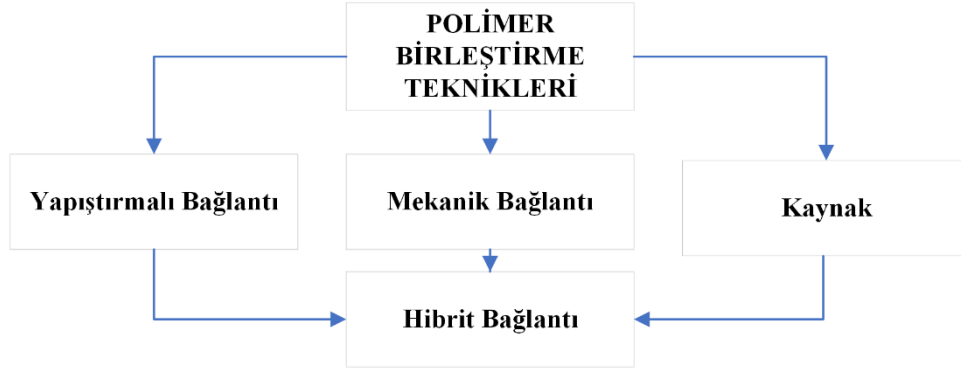 POLİMER
BİRLEŞTİRME
TEKNİKLERİ
Yapıştırmalı Bağlantı
Mekanik Bağlantı
Kaynak
Hibrit Bağlantı